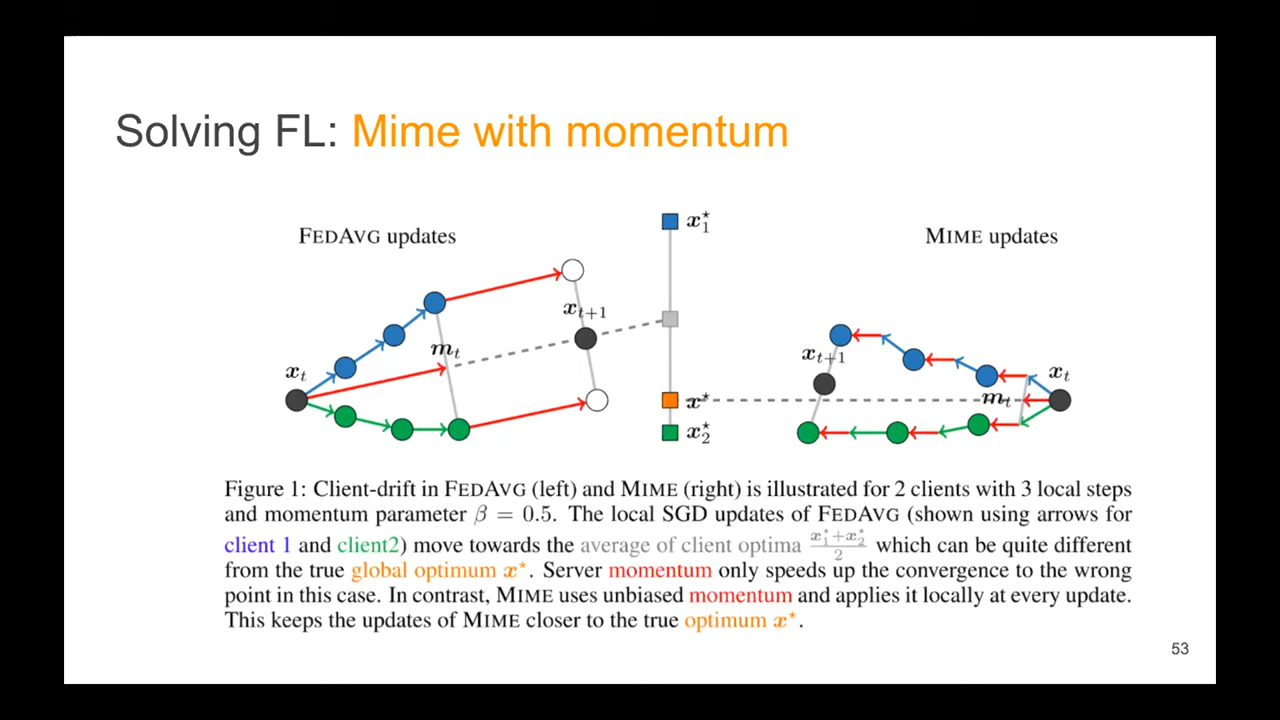 Solving FL: Mime with momentum
FEDAVG updates
x₁*
MIME updates
x_{t+1}
m_t
x_t
x*
x₂*
x_{t+1}
m_t
x_t
Figure 1: Client-drift in FEDAVG (left) and MIME (right) is illustrated for 2 clients with 3 local steps
and momentum parameter β = 0.5. The local SGD updates of FEDAVG (shown using arrows for
client 1 and client2) move towards the average of client optima (x₁*+x₂*)/2 which can be quite different
from the true global optimum x*. Server momentum only speeds up the convergence to the wrong
point in this case. In contrast, MIME uses unbiased momentum and applies it locally at every update.
This keeps the updates of MIME closer to the true optimum x*.
53